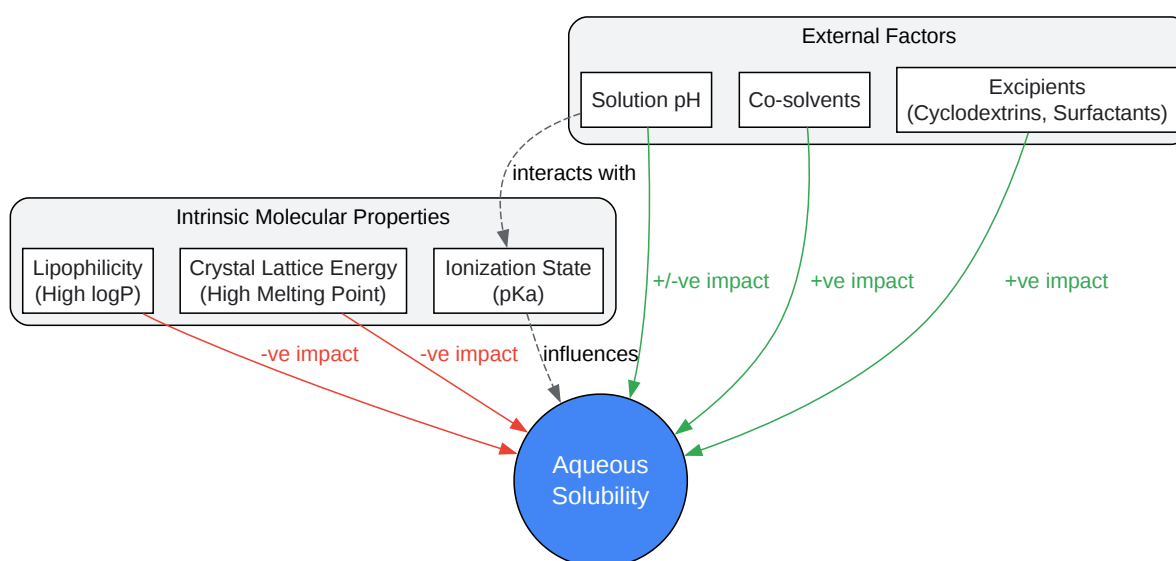 External Factors
Solution pH
Co-solvents
Excipients
(Cyclodextrins, Surfactants)
interacts with
Intrinsic Molecular Properties
Lipophilicity
(High logP)
Crystal Lattice Energy
(High Melting Point)
Ionization State
(pKa)
+/-ve impact
+ve impact
+ve impact
-ve impact
-ve impact
influences
Aqueous
Solubility